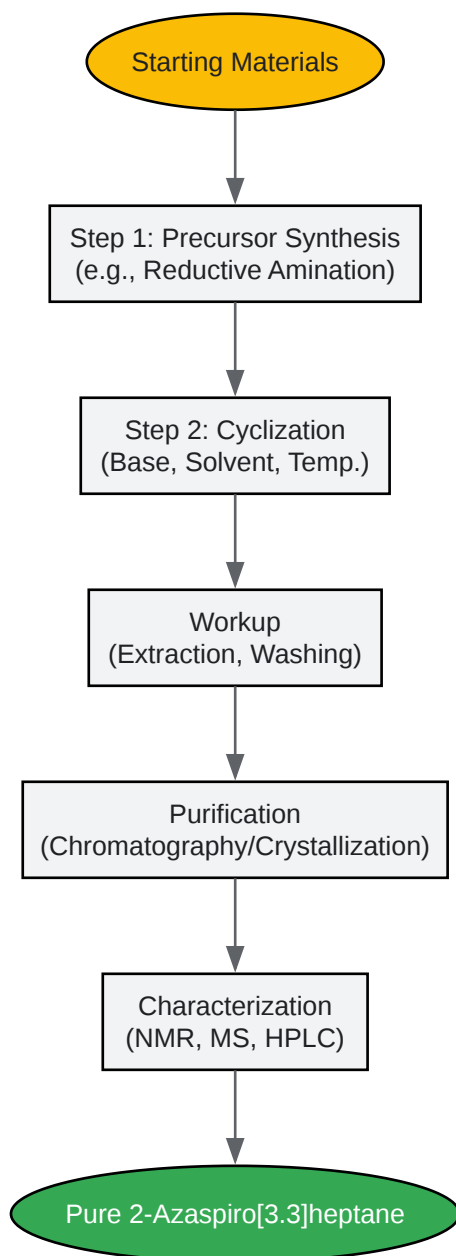 Starting Materials
Step 1: Precursor Synthesis
(e.g., Reductive Amination)
Step 2: Cyclization
(Base, Solvent, Temp.)
Workup
(Extraction, Washing)
Purification
(Chromatography/Crystallization)
Characterization
(NMR, MS, HPLC)
Pure 2-Azaspiro[3.3]heptane